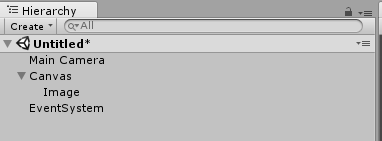 Hierarchy
Create All
Untitled*
Main Camera
Canvas
Image
EventSystem